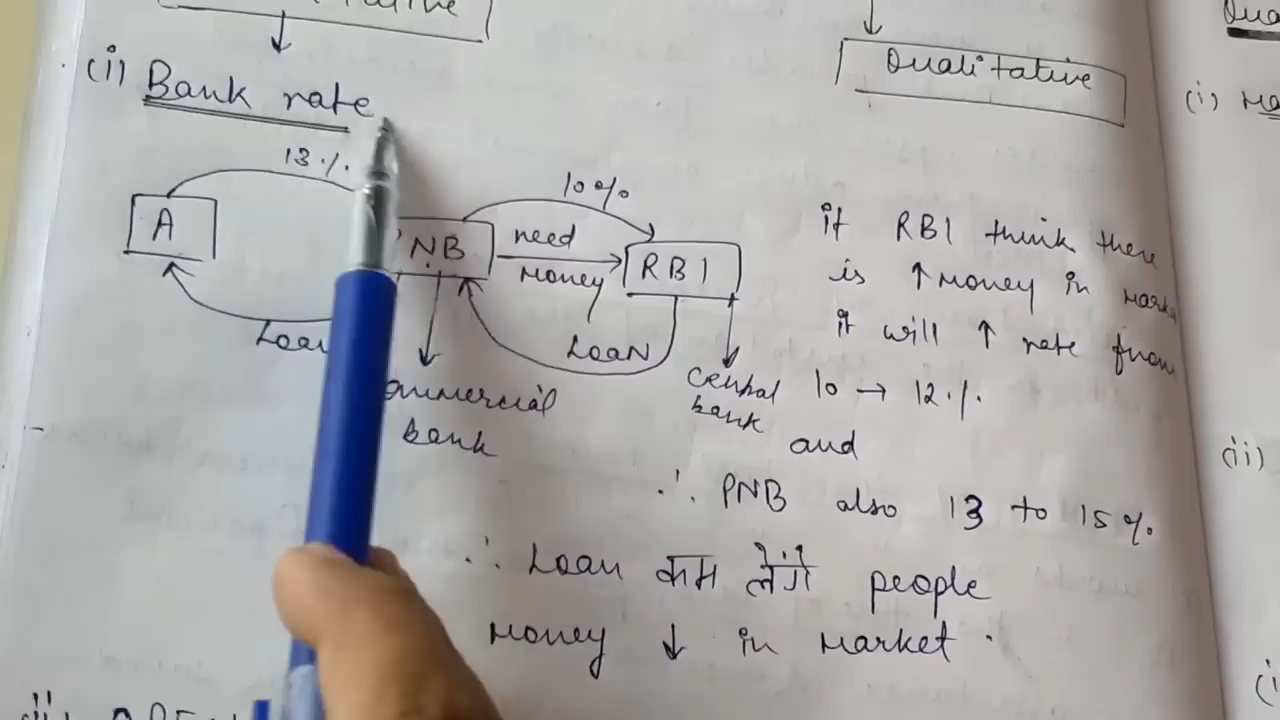 Qualitative
(i) Bank rate
13%
10%
A
NB
need
Money
RBI
Loan
commercial
bank
central
bank
if RBI think there
is ↑ Money in
it will ↑ rate from
10 → 12%
and
∴ PNB also 13 to 15%
∴ Loan कम लेंगे people
Money ↓ in Market.
(i)
(ii)